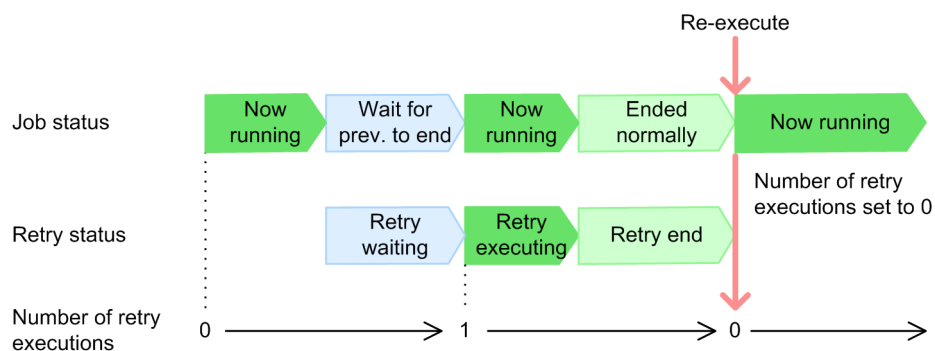 Re-execute
Job status
Now
running
Wait for
prev. to end
Now
running
Ended
normally
Now running
Number of retry
executions set to 0
Retry status
Retry
waiting
Retry
executing
Retry end
Number of retry
executions
0
1
0